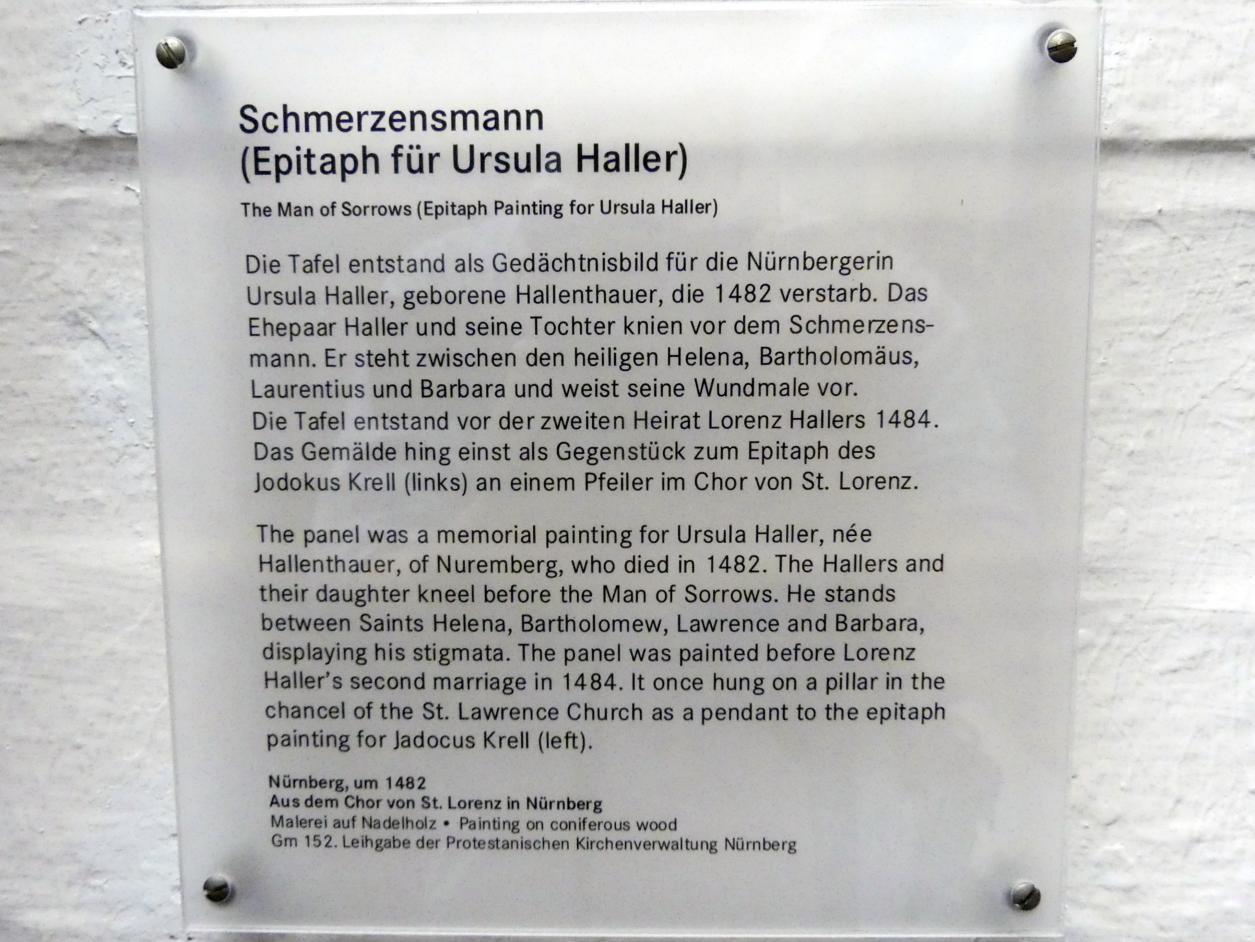 Schmerzensmann
(Epitaph für Ursula Haller)
The Man of Sorrows (Epitaph Painting for Ursula Haller)
Die Tafel entstand als Gedächtnisbild für die Nürnbergerin
Ursula Haller, geborene Hallenthauer, die 1482 verstarb. Das
Ehepaar Haller und seine Tochter knien vor dem Schmerzens-
mann. Er steht zwischen den heiligen Helena, Bartholomäus,
Laurentius und Barbara und weist seine Wundmale vor.
Die Tafel entstand vor der zweiten Heirat Lorenz Hallers 1484.
Das Gemälde hing einst als Gegenstück zum Epitaph des
Jodokus Krell (links) an einem Pfeiler im Chor von St. Lorenz.
The panel was a memorial painting for Ursula Haller, née
Hallenthauer, of Nuremberg, who died in 1482. The Hallers and
their daughter kneel before the Man of Sorrows. He stands
between Saints Helena, Bartholomew, Lawrence and Barbara,
displaying his stigmata. The panel was painted before Lorenz
Haller's second marriage in 1484. It once hung on a pillar in the
chancel of the St. Lawrence Church as a pendant to the epitaph
painting for Jadocus Krell (left).
Nürnberg, um 1482
Aus dem Chor von St. Lorenz in Nürnberg
Malerei auf Nadelholz • Painting on coniferous wood
Gm 152. Leihgabe der Protestanischen Kirchenverwaltung Nürnberg